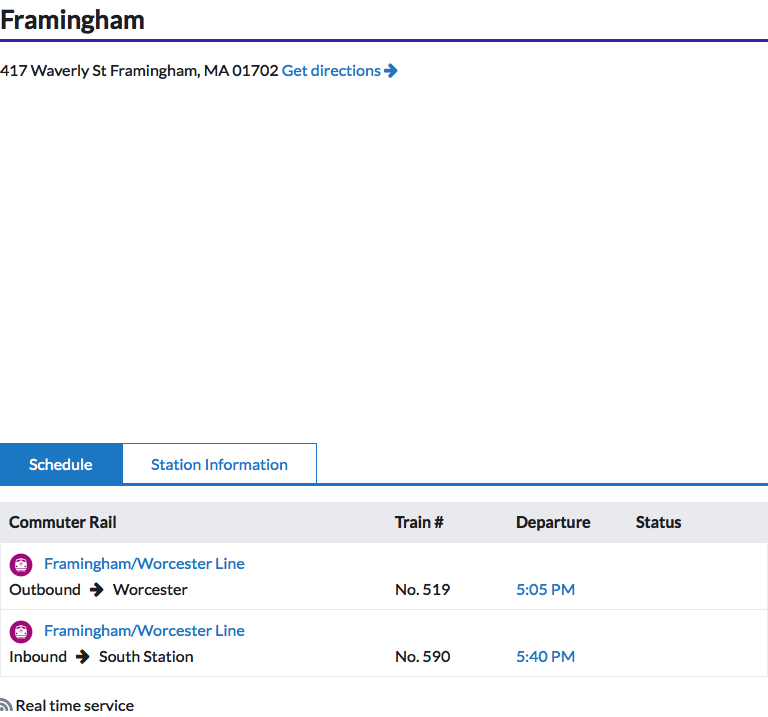 Framingham
417 Waverly St Framingham, MA 01702 Get directions
Schedule Station Information
Commuter Rail Train # Departure Status
Framingham/Worcester Line
Outbound Worcester No. 519 5:05 PM
Framingham/Worcester Line
Inbound South Station No. 590 5:40 PM
Real time service